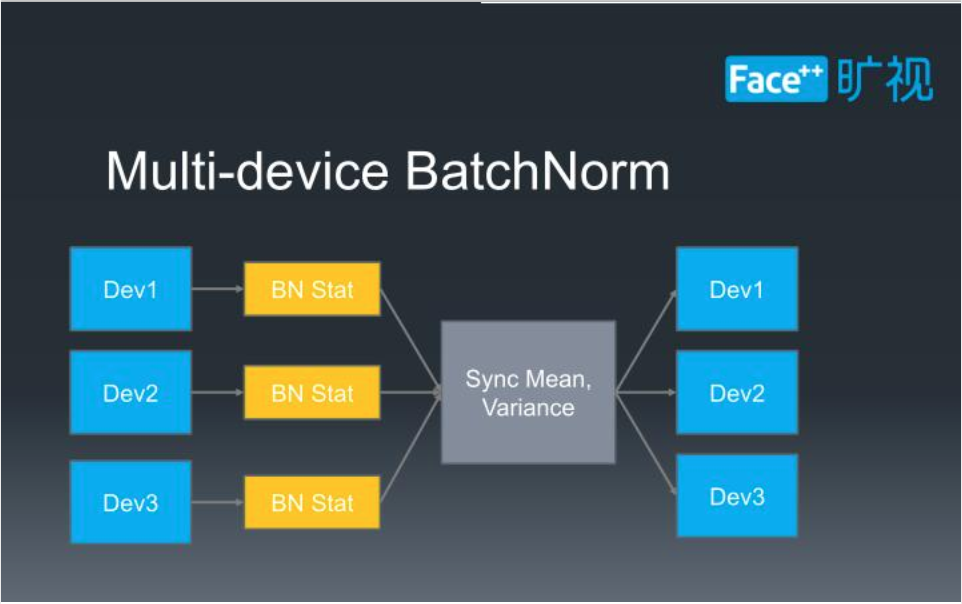 Face++ 旷视
Multi-device BatchNorm
Dev1
BN Stat
Dev1
Dev2
BN Stat
Sync Mean,
Variance
Dev2
Dev3
BN Stat
Dev3